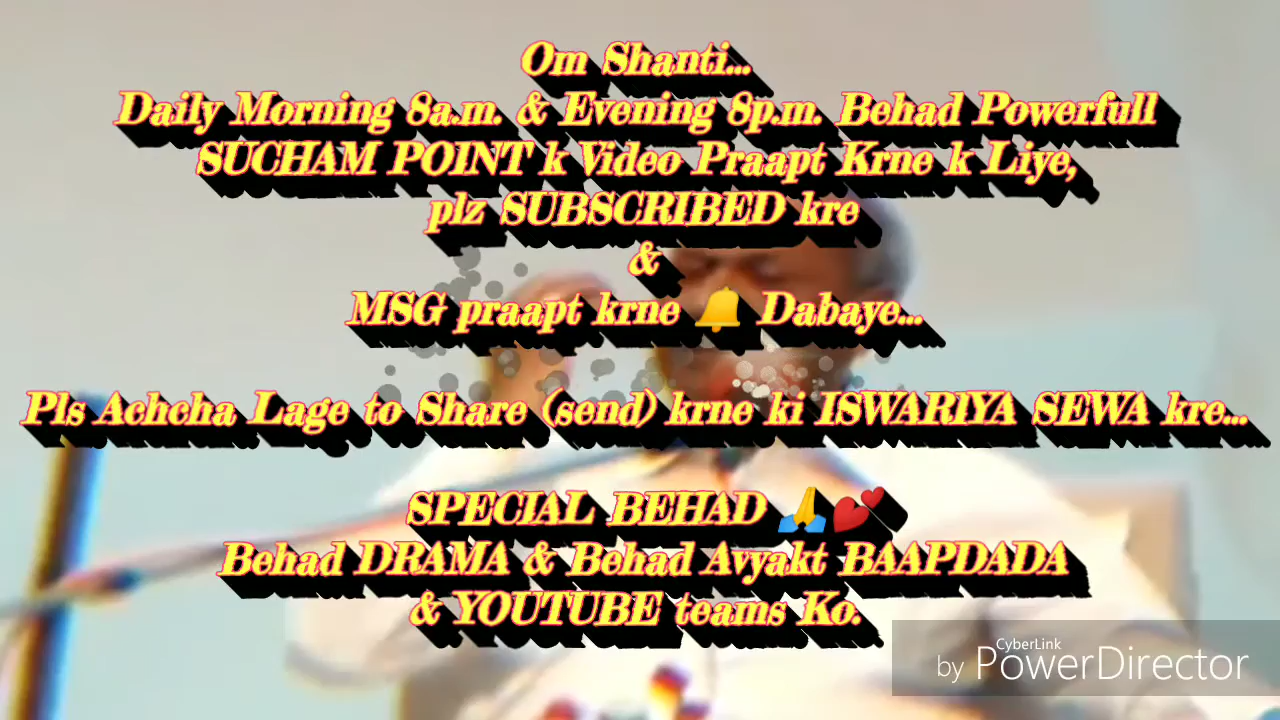 Om Shanti...
Daily Morning 8a.m. & Evening 8p.m. Behad Powerfull
SUCHAM POINT k Video Praapt Krne k Liye,
plz SUBSCRIBED kre
&
MSG praapt krne 🔔 Dabaye...
Pls Achcha Lage to Share (send) krne ki ISWARIYA SEWA kre...
SPECIAL BEHAD 🙏💕
Behad DRAMA & Behad Avyakt BAAPDADA
& YOUTUBE teams Ko.
CyberLink
by PowerDirector